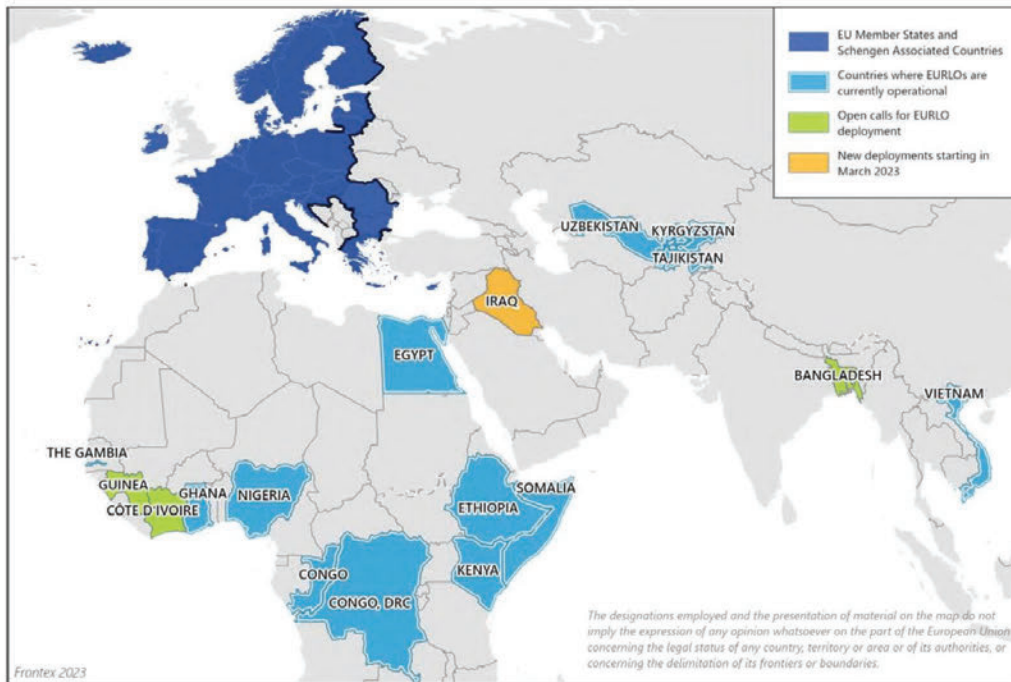 EU Member States and
Schengen Associated Countries
Countries where EURLOs are
currently operational
Open calls for EURLO
deployment
New deployments starting in
March 2023
UZBEKISTAN
KYRGYZSTAN
TAJIKISTAN
IRAQ
EGYPT
BANGLADESH
VIETNAM
THE GAMBIA
GUINEA
GHANA
NIGERIA
CÔTE D'IVOIRE
SOMALIA
ETHIOPIA
CONGO
KENYA
CONGO, DRC
The designations employed and the presentation of material on the map do not
imply the expression of any opinion whatsoever on the part of the European Union
concerning the legal status of any country, territory or area or of its authorities, or
concerning the delimitation of its frontiers or boundaries.
Frontex 2023